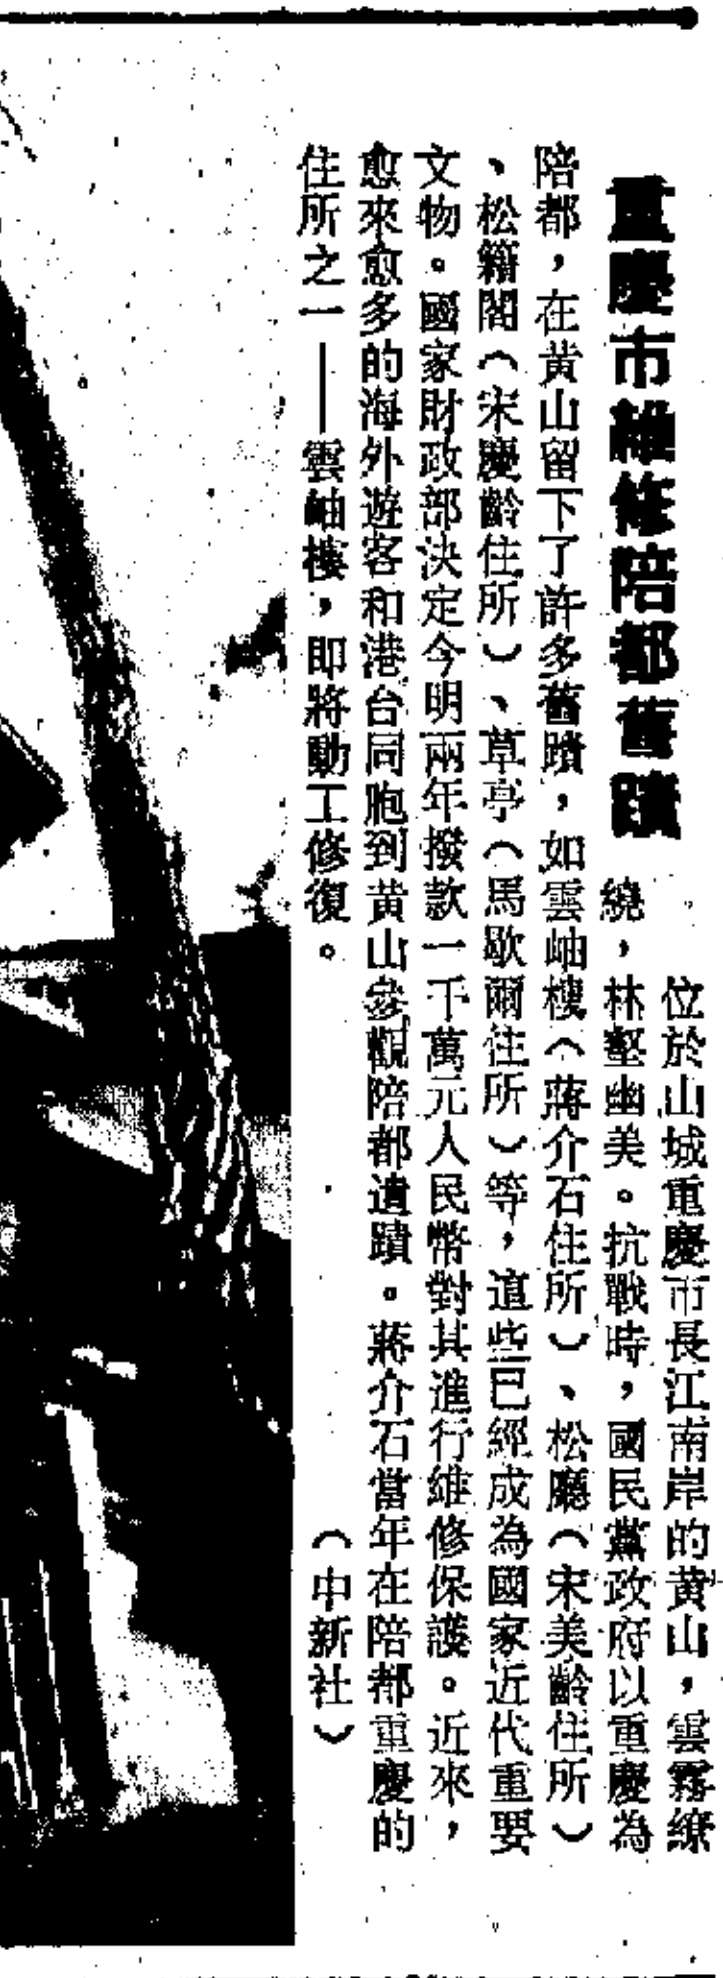 重慶市維修陪都舊蹟
位於山城重慶市長江南岸的黄山，雲霧繚
繞，林壑幽美。抗戰時，國民黨政府以重慶為
陪都，在黄山留下了許多舊蹟，如雲岫樓（蔣介石住所）、松廳（宋美齡住所）
、松籟閣（宋慶齡住所）、草亭（馬歇爾住所）等，這些已經成為國家近代重要
文物。國家財政部決定今明兩年撥款一千萬元人民幣對其進行維修保護。近來，
愈來愈多的海外遊客和港台同胞到黄山參觀陪都遺蹟。蔣介石當年在陪都重慶的
住所之一——雲岫樓，即將動工修復。
（中新社）